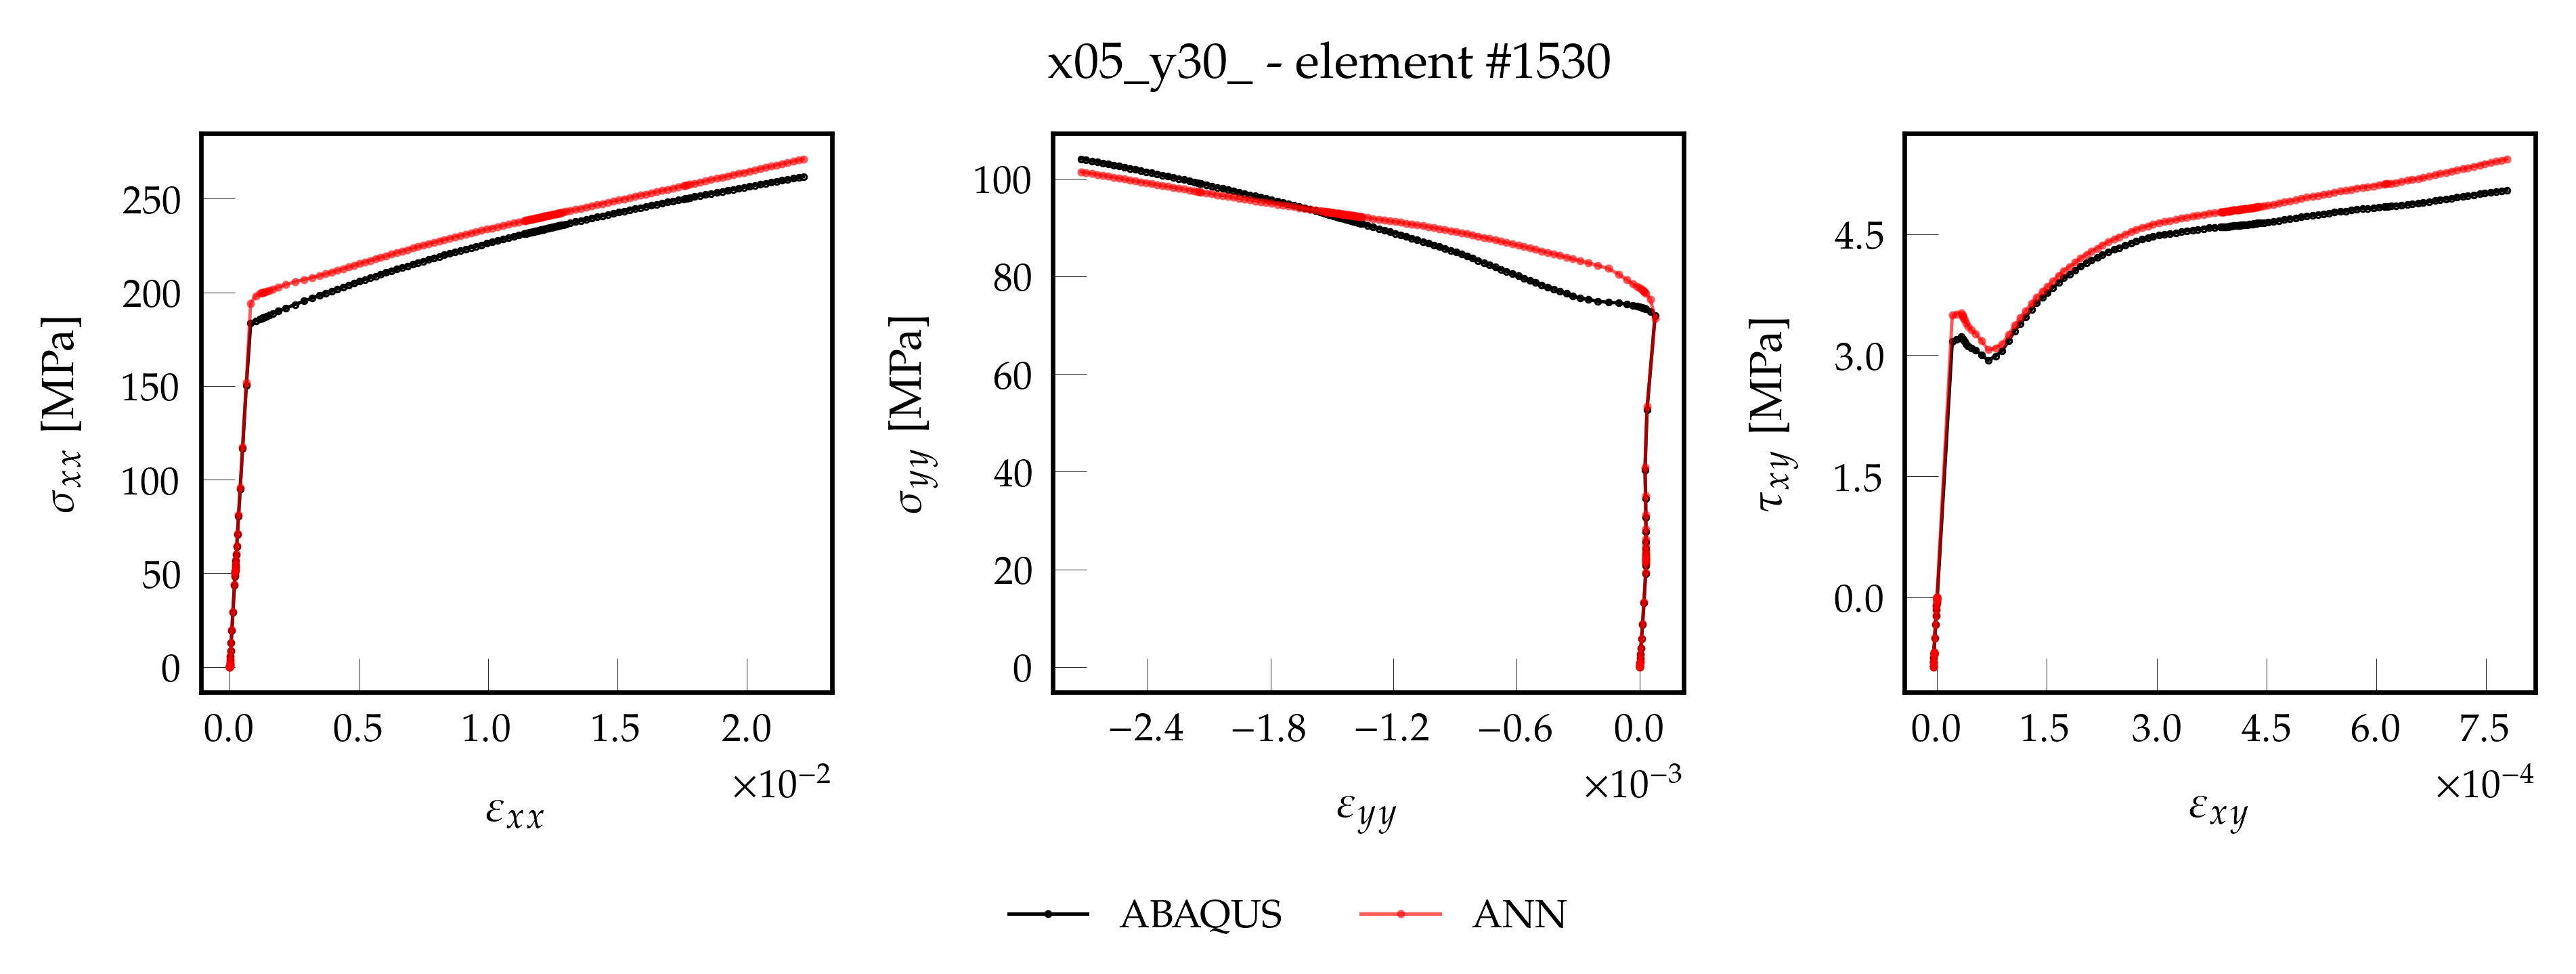 x05_y30_ - element #1530
σxx [MPa]
250
200
150
100
50
0
0.0 0.5 1.0 1.5 2.0
×10−2
εxx
σyy [MPa]
100
80
60
40
20
0
−2.4 −1.8 −1.2 −0.6 0.0
×10−3
εyy
τxy [MPa]
4.5
3.0
1.5
0.0
0.0 1.5 3.0 4.5 6.0 7.5
×10−4
εxy
ABAQUS ANN